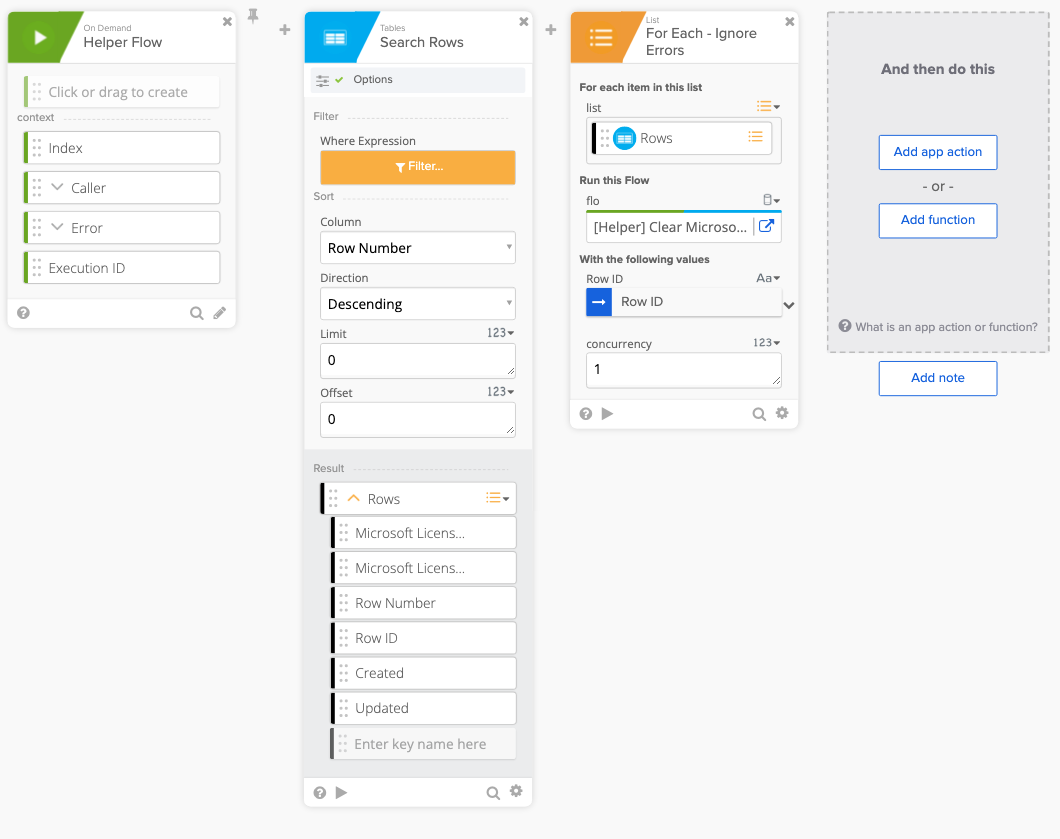 On Demand
Helper Flow
Click or drag to create
context
Index
Caller
Error
Execution ID
Tables
Search Rows
Options
Filter
Where Expression
Filter...
Sort
Column
Row Number
Direction
Descending
Limit
123
0
Offset
123
0
Result
Rows
Microsoft Licens...
Microsoft Licens...
Row Number
Row ID
Created
Updated
Enter key name here
List
For Each - Ignore
Errors
For each item in this list
list
Rows
Run this Flow
flo
[Helper] Clear Microso...
With the following values
Row ID
Aa
Row ID
concurrency
123
1
And then do this
Add app action
- or -
Add function
What is an app action or function?
Add note